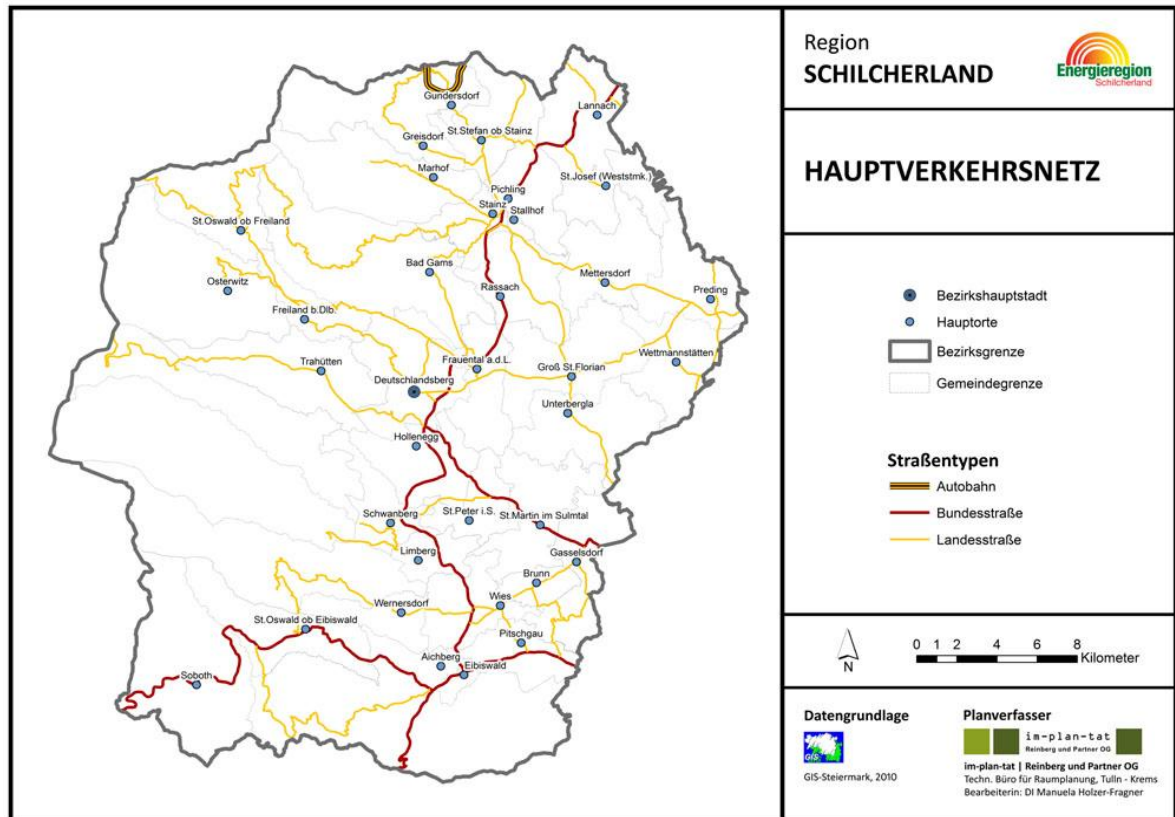 Region
SCHILCHERLAND
Energieregion
Schilcherland
HAUPTVERKEHRSNETZ
Bezirkshauptstadt
Hauptorte
Bezirksgrenze
Gemeindegrenze
Straßentypen
Autobahn
Bundesstraße
Landesstraße
N
0 1 2 4 6 8
Kilometer
Datengrundlage
GIS
GIS-Steiermark, 2010
Planverfasser
im-plan-tat
Reinberg und Partner OG
im-plan-tat | Reinberg und Partner OG
Techn. Büro für Raumplanung, Tulln - Krems
Bearbeiterin: DI Manuela Holzer-Fragner
Gundersdorf
Lannach
St.Stefan ob Stainz
Greisdorf
Marhof
St.Josef (Weststmk.)
Pichling
Stainz
Stallhof
St.Oswald ob Freiland
Bad Gams
Mettersdorf
Osterwitz
Rassach
Preding
Freiland b.Dlb.
Trahütten
Frauental a.d.L.
Groß St.Florian
Wettmannstätten
Deutschlandsberg
Unterbergla
Hollenegg
Schwanberg
St.Peter i.S.
St.Martin im Sulmtal
Limberg
Gasselsdorf
Brunn
Wernersdorf
Wies
St.Oswald ob Eibiswald
Pitschgau
Aichberg
Eibiswald
Soboth